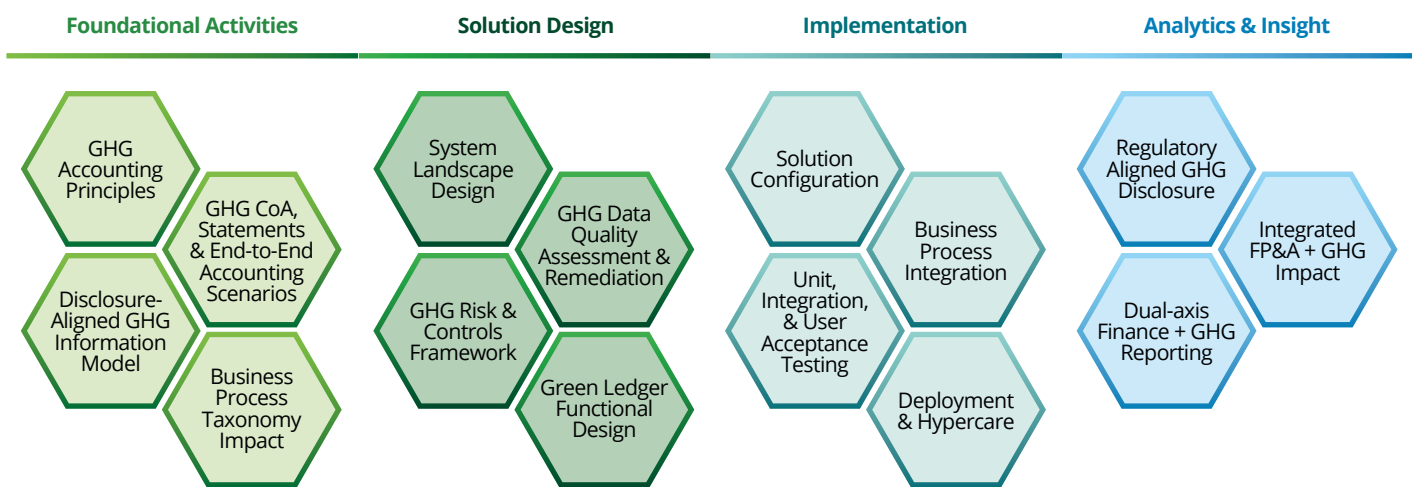 Foundational Activities
GHG
Accounting
Principles
GHG CoA,
Statements
& End-to-End
Accounting
Scenarios
Disclosure-
Aligned GHG
Information
Model
Business
Process
Taxonomy
Impact
Solution Design
System
Landscape
Design
GHG Data
Quality
Assessment &
Remediation
GHG Risk &
Controls
Framework
Green Ledger
Functional
Design
Implementation
Solution
Configuration
Business
Process
Integration
Unit,
Integration,
& User
Acceptance
Testing
Deployment
& Hypercare
Analytics & Insight
Regulatory
Aligned GHG
Disclosure
Integrated
FP&A + GHG
Impact
Dual-axis
Finance + GHG
Reporting